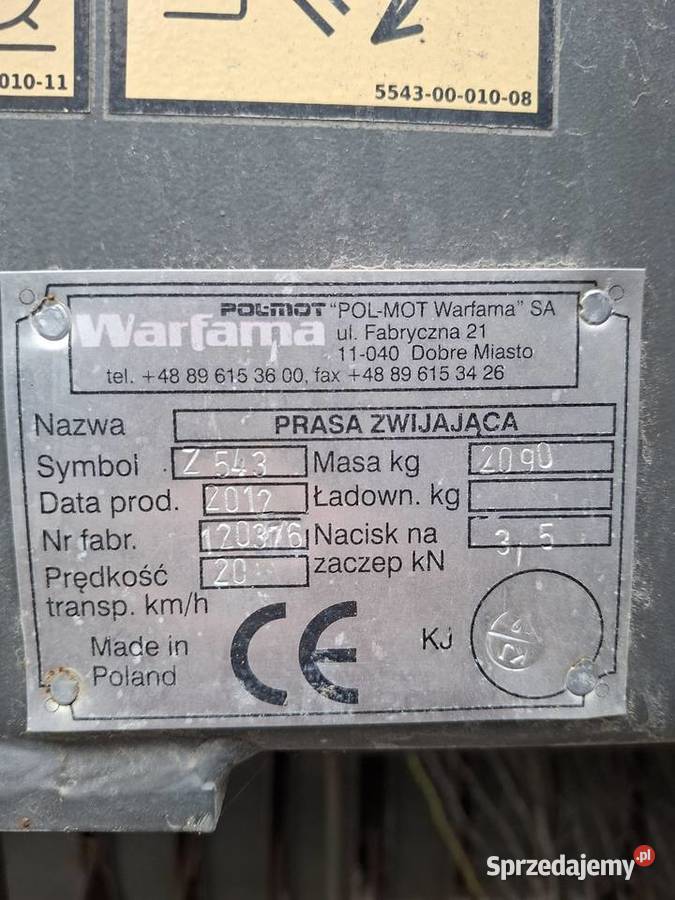 010-11
5543-00-010-08
POLMOT "POL-MOT Warfama" SA
Warfama ul. Fabryczna 21
11-040 Dobre Miasto
tel. +48 89 615 36 00, fax +48 89 615 34 26
Nazwa PRASA ZWIJAJĄCA
Symbol Z 543 Masa kg 2090
Data prod. 2012 Ładown. kg
Nr fabr. 120376 Nacisk na zaczep kN 3,5
Prędkość transp. km/h 20
Made in Poland CE KJ
Sprzedajemy.pl